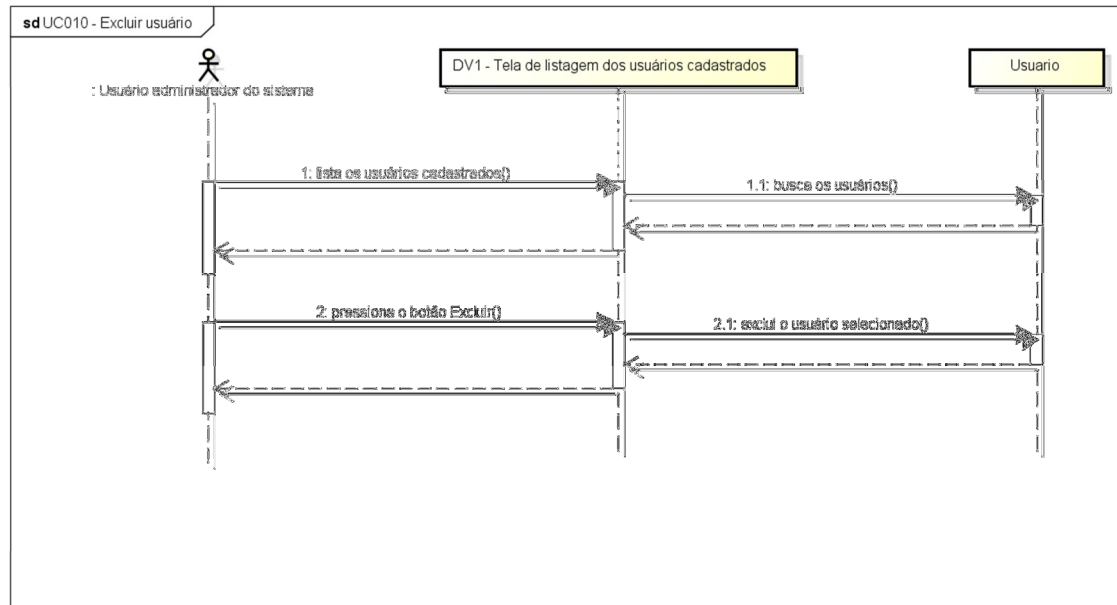 sd UC010 - Excluir usuário
DV1 - Tela de listagem dos usuários cadastrados
Usuario
: Usuário administrador do sistema
1: lista os usuários cadastrados()
1.1: busca os usuários()
2: pressiona o botão Excluir()
2.1: exclui o usuário selecionado()